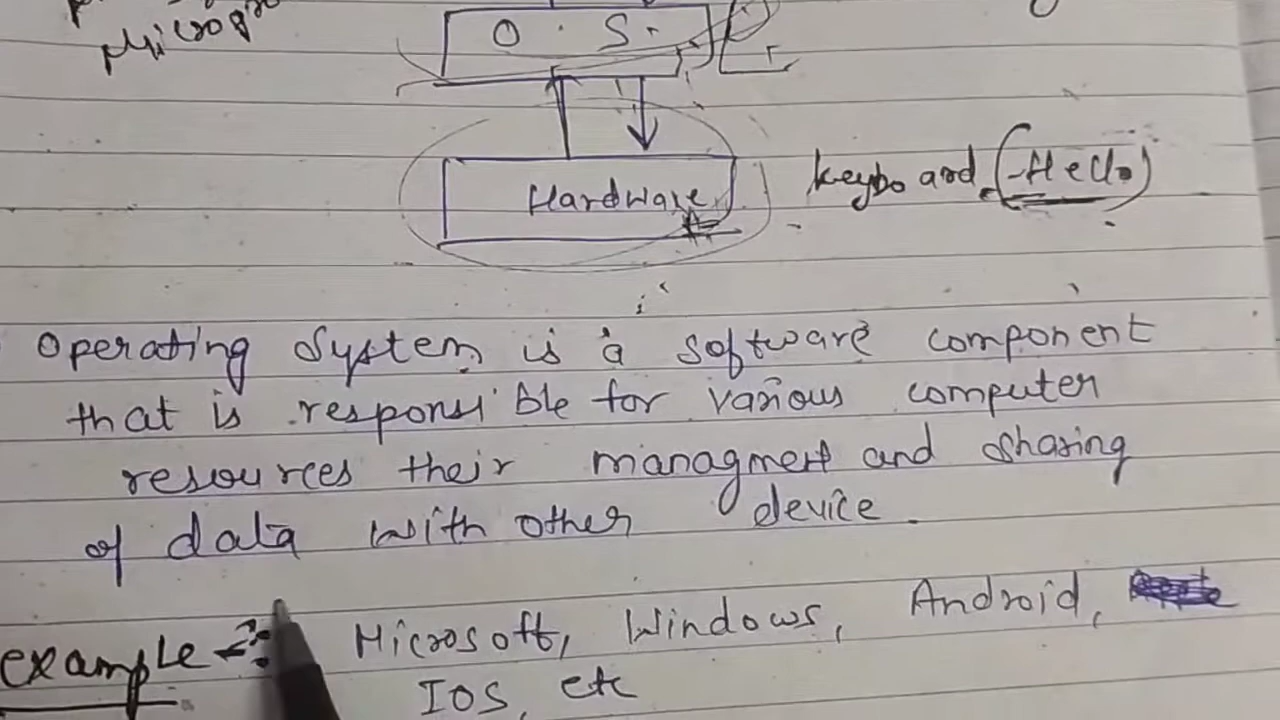 O.S.
Hardware
keyboard (Hello)
Operating System is a software component
that is responsible for various computer
resources their managment and sharing
of data with other device.
example Microsoft, Windows, Android,
IOS, etc